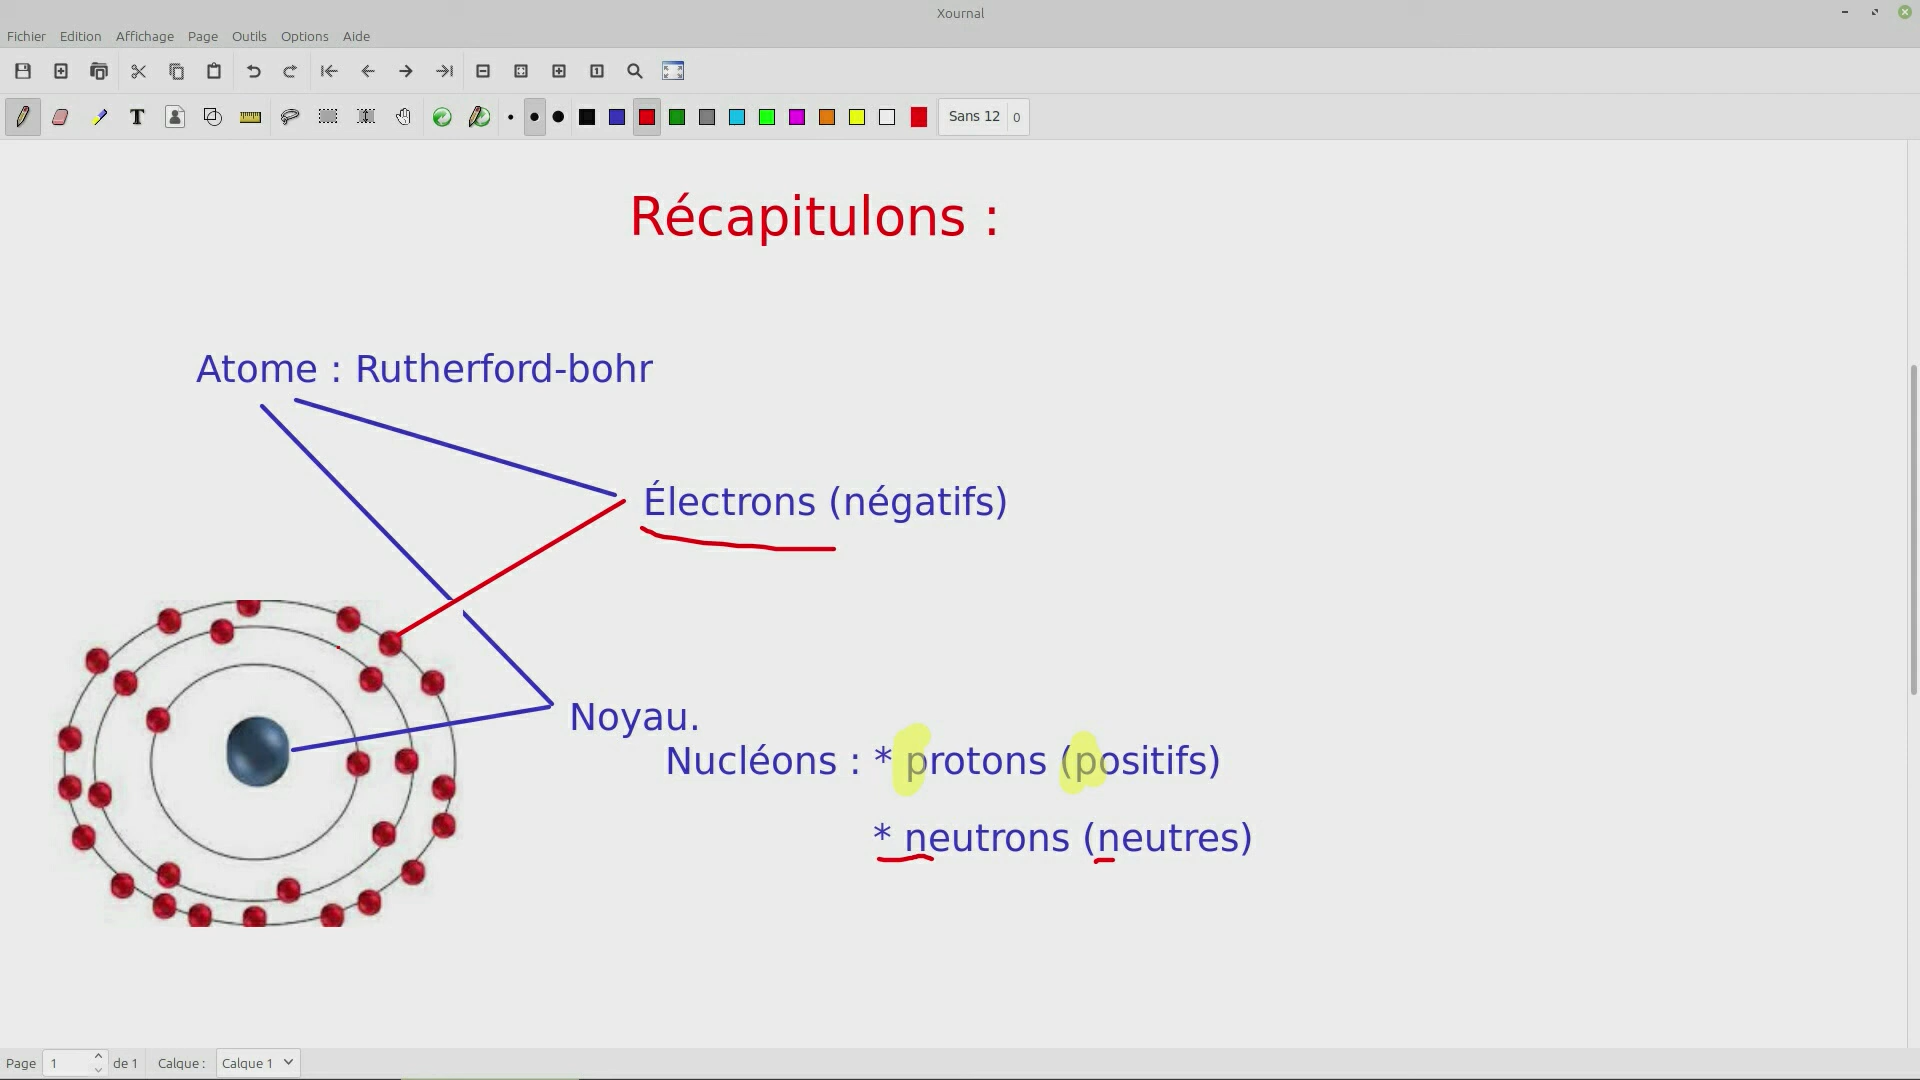 Xournal
Fichier Edition Affichage Page Outils Options Aide
Sans 12 0
Récapitulons :
Atome : Rutherford-bohr
Électrons (négatifs)
Noyau.
Nucléons : * protons (positifs)
* neutrons (neutres)
Page 1 de 1 Calque : Calque 1